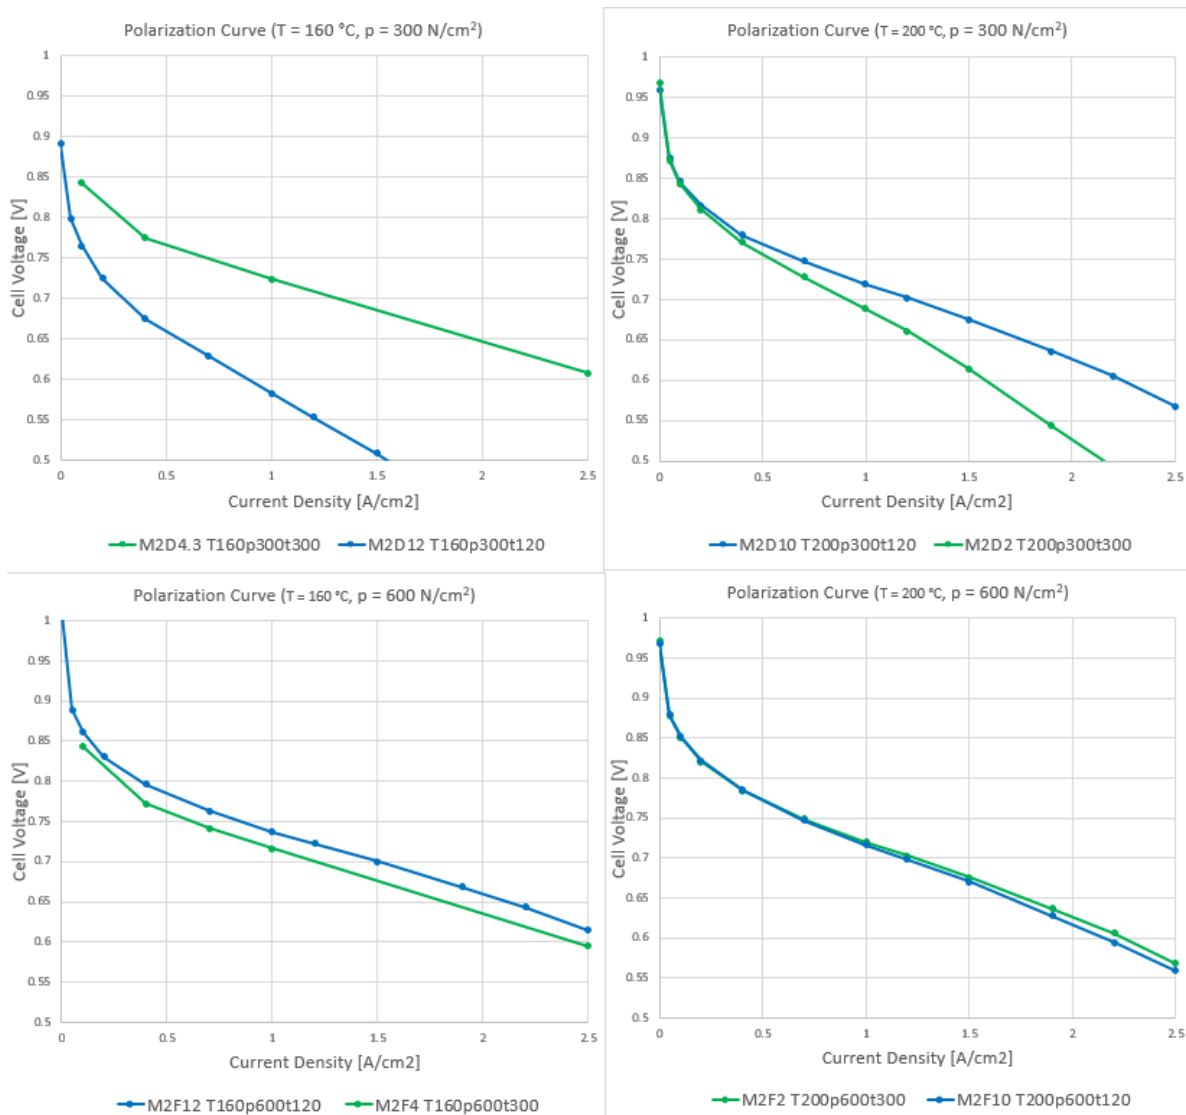 Polarization Curve (T = 160 °C, p = 300 N/cm²)
1
0.95
0.9
0.85
0.8
0.75
0.7
0.65
0.6
0.55
0.5
Cell Voltage [V]
0 0.5 1 1.5 2 2.5
Current Density [A/cm2]
M2D4.3 T160p300t300 M2D12 T160p300t120
Polarization Curve (T = 200 °C, p = 300 N/cm²)
1
0.95
0.9
0.85
0.8
0.75
0.7
0.65
0.6
0.55
0.5
Cell Voltage [V]
0 0.5 1 1.5 2 2.5
Current Density [A/cm2]
M2D10 T200p300t120 M2D2 T200p300t300
Polarization Curve (T = 160 °C, p = 600 N/cm²)
1
0.95
0.9
0.85
0.8
0.75
0.7
0.65
0.6
0.55
0.5
Cell Voltage [V]
0 0.5 1 1.5 2 2.5
Current Density [A/cm2]
M2F12 T160p600t120 M2F4 T160p600t300
Polarization Curve (T = 200 °C, p = 600 N/cm²)
1
0.95
0.9
0.85
0.8
0.75
0.7
0.65
0.6
0.55
0.5
Cell Voltage [V]
0 0.5 1 1.5 2 2.5
Current Density [A/cm2]
M2F2 T200p600t300 M2F10 T200p600t120